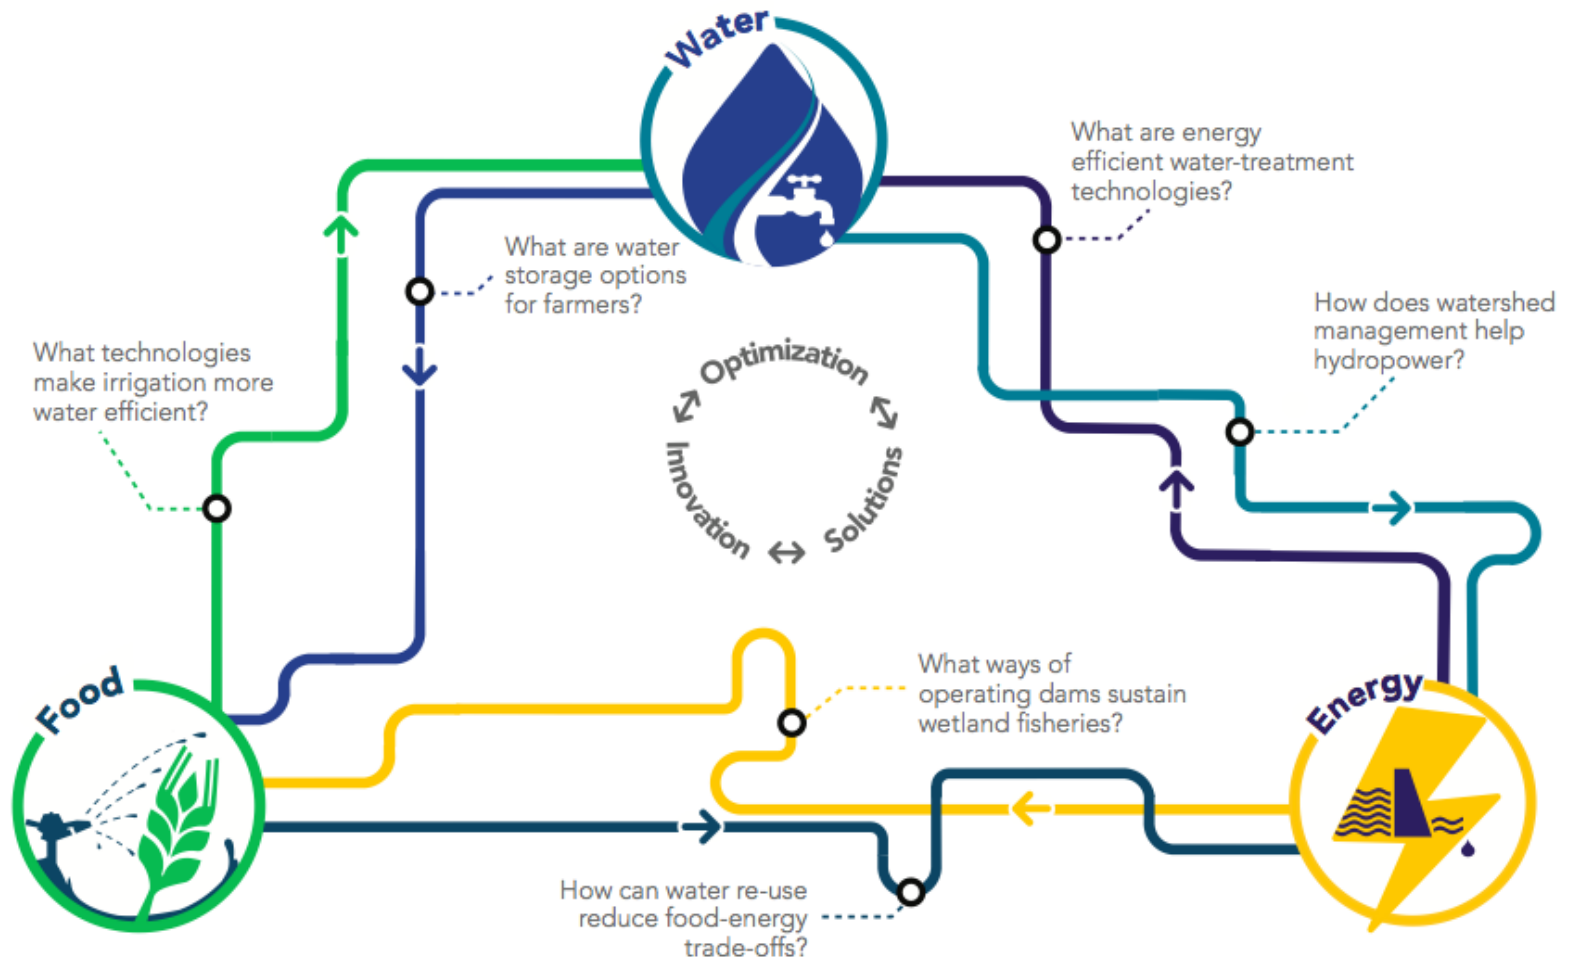 Water
What are energy
efficient water-treatment
technologies?
What are water
storage options
for farmers?
How does watershed
management help
hydropower?
What technologies
make irrigation more
water efficient?
Optimization
Innovation
Solutions
What ways of
operating dams sustain
wetland fisheries?
Food
Energy
How can water re-use
reduce food-energy
trade-offs?